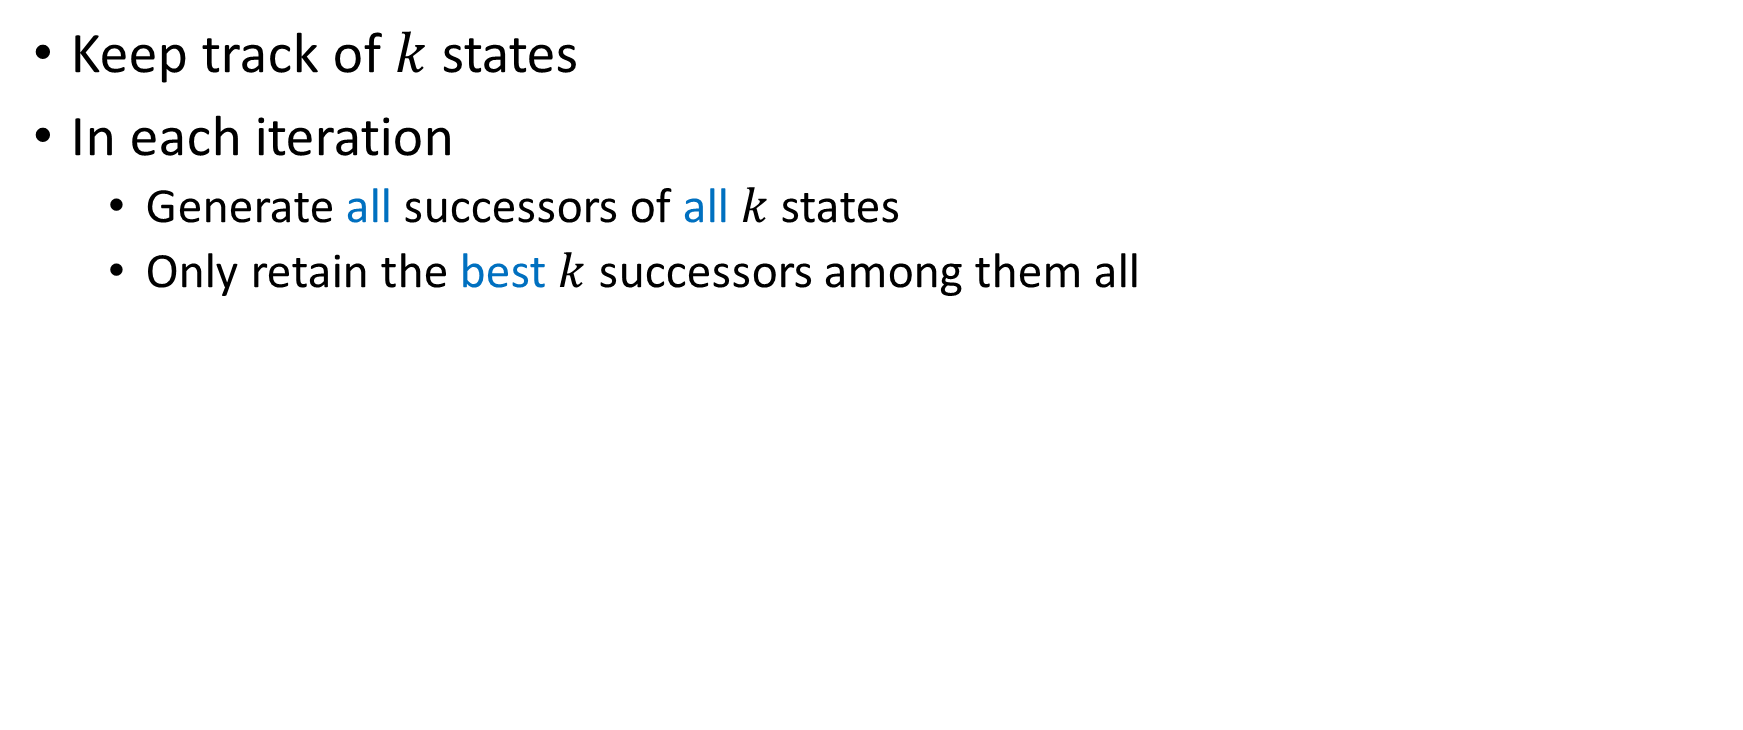 • Keep track of k states
• In each iteration
• Generate all successors of all k states
• Only retain the best k successors among them all